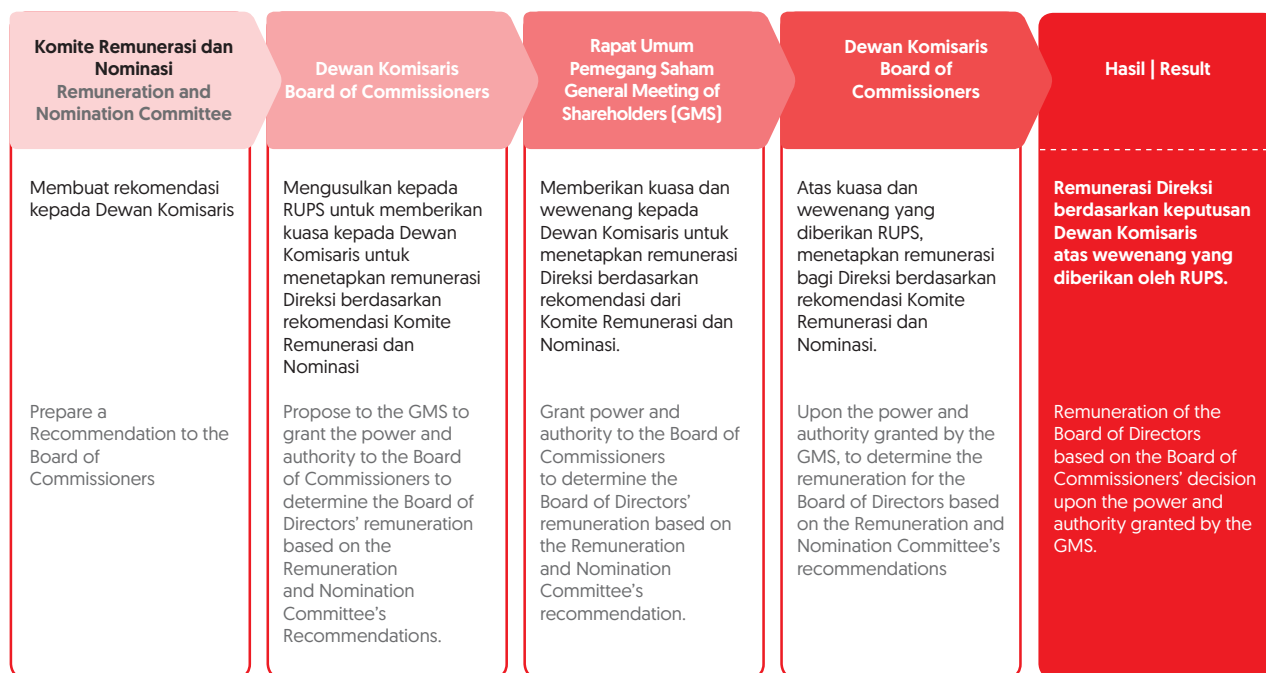 Komite Remunerasi dan
Nominasi
Remuneration and
Nomination Committee
Membuat rekomendasi
kepada Dewan Komisaris
Prepare a
Recommendation to the
Board of
Commissioners
Dewan Komisaris
Board of Commissioners
Mengusulkan kepada
RUPS untuk memberikan
kuasa kepada Dewan
Komisaris untuk
menetapkan remunerasi
Direksi berdasarkan
rekomendasi Komite
Remunerasi dan
Nominasi
Propose to the GMS to
grant the power and
authority to the Board
of Commissioners to
determine the Board of
Directors’ remuneration
based on the
Remuneration
and Nomination
Committee’s
Recommendations.
Rapat Umum
Pemegang Saham
General Meeting of
Shareholders (GMS)
Memberikan kuasa dan
wewenang kepada
Dewan Komisaris untuk
menetapkan remunerasi
Direksi berdasarkan
rekomendasi dari
Komite Remunerasi dan
Nominasi.
Grant power and
authority to the Board of
Commissioners
to determine the
Board of Directors’
remuneration based on
the Remuneration
and Nomination
Committee’s
recommendation.
Dewan Komisaris
Board of
Commissioners
Atas kuasa dan
wewenang yang
diberikan RUPS,
menetapkan remunerasi
bagi Direksi berdasarkan
rekomendasi Komite
Remunerasi dan
Nominasi.
Upon the power and
authority granted by the
GMS, to determine the
remuneration for the
Board of Directors based
on the Remuneration and
Nomination Committee’s
recommendations
Hasil | Result
Remunerasi Direksi
berdasarkan keputusan
Dewan Komisaris
atas wewenang yang
diberikan oleh RUPS.
Remuneration of the
Board of Directors
based on the Board of
Commissioners’ decision
upon the power and
authority granted by the
GMS.